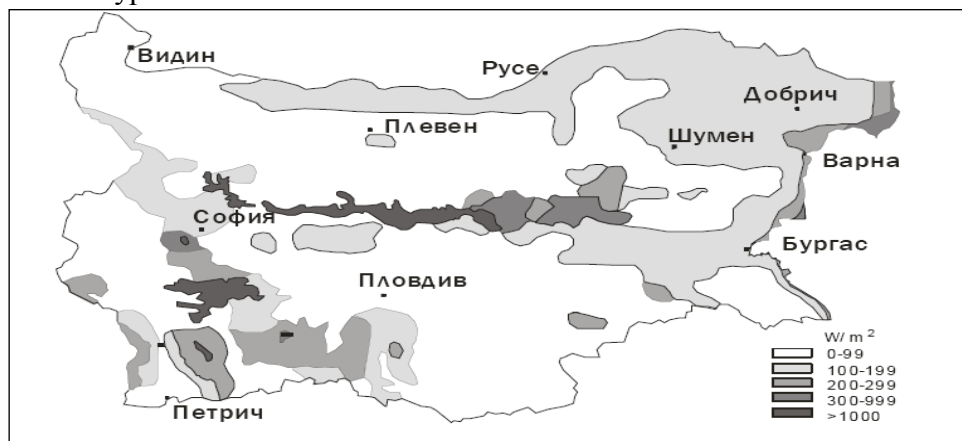 Видин
Русе
Добрич
Плевен
Шумен
Варна
София
Бургас
Пловдив
Петрич
W/ m²
0-99
100-199
200-299
300-999
>1000